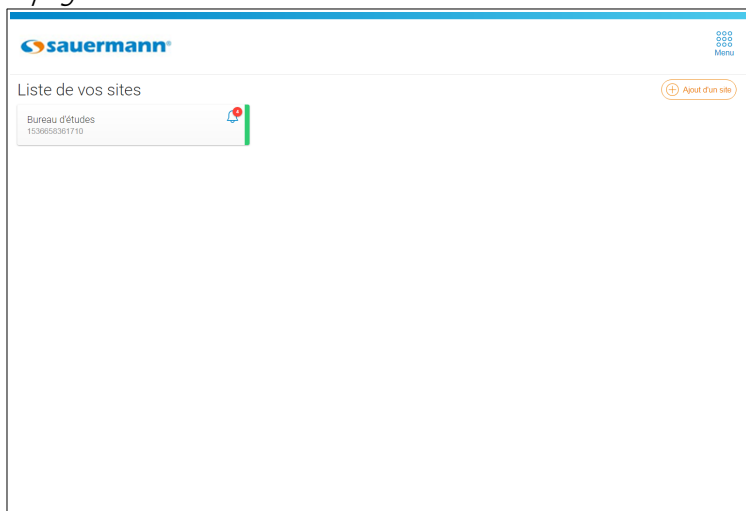 sauermann®
Menu
Liste de vos sites
Ajout d'un site
Bureau d'études
1536658361710